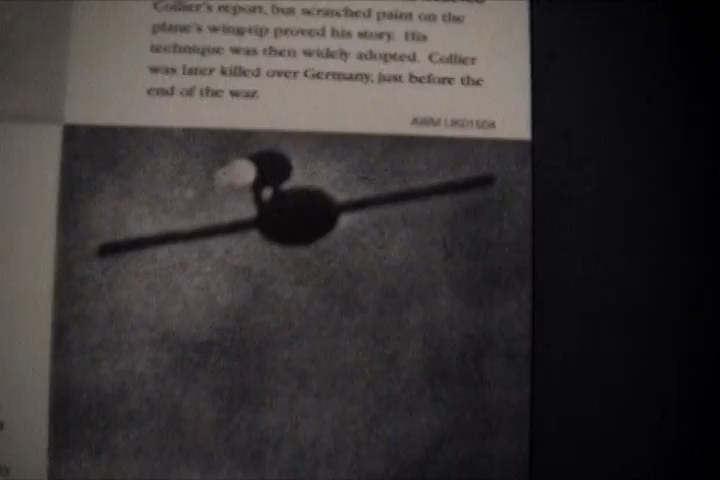 Collier's report, but scratched paint on the
plane's wing-tip proved his story. His
technique was then widely adopted. Collier
was later killed over Germany, just before the
end of the war.
AWM